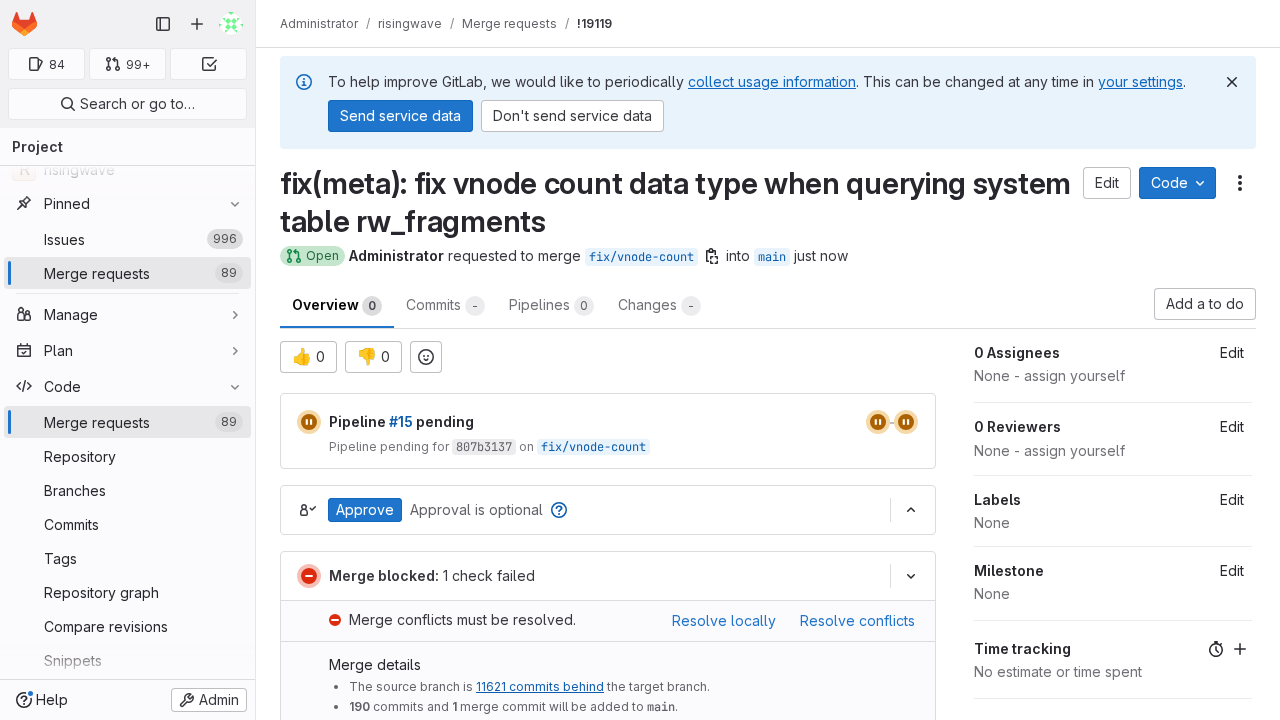 84
99+
Search or go to…
Project
R risingwave
Pinned
Issues 996
Merge requests 89
Manage
Plan
Code
Merge requests 89
Repository
Branches
Commits
Tags
Repository graph
Compare revisions
Snippets
Help
Admin
Administrator / risingwave / Merge requests / !19119
To help improve GitLab, we would like to periodically collect usage information. This can be changed at any time in your settings.
Send service data Don't send service data
fix(meta): fix vnode count data type when querying system
table rw_fragments
Edit Code
Open Administrator requested to merge fix/vnode-count into main just now
Overview 0 Commits - Pipelines 0 Changes -
Add a to do
👍 0 👎 0
Pipeline #15 pending
Pipeline pending for 807b3137 on fix/vnode-count
Approve Approval is optional
Merge blocked: 1 check failed
Merge conflicts must be resolved. Resolve locally Resolve conflicts
Merge details
• The source branch is 11621 commits behind the target branch.
• 190 commits and 1 merge commit will be added to main.
0 Assignees Edit
None - assign yourself
0 Reviewers Edit
None - assign yourself
Labels Edit
None
Milestone Edit
None
Time tracking
No estimate or time spent